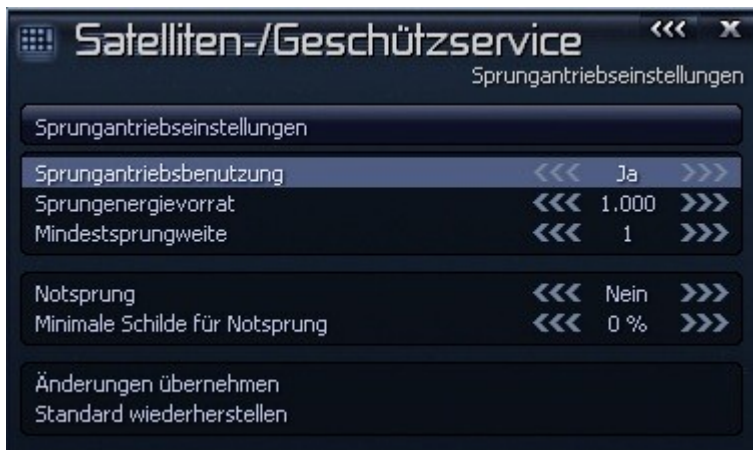 Satelliten-/Geschützservice
<<< X
Sprungantriebseinstellungen
Sprungantriebseinstellungen
Sprungantriebsbenutzung <<< Ja >>>
Sprungenergievorrat <<< 1.000 >>>
Mindestsprungweite <<< 1 >>>
Notsprung <<< Nein >>>
Minimale Schilde für Notsprung <<< 0 % >>>
Änderungen übernehmen
Standard wiederherstellen